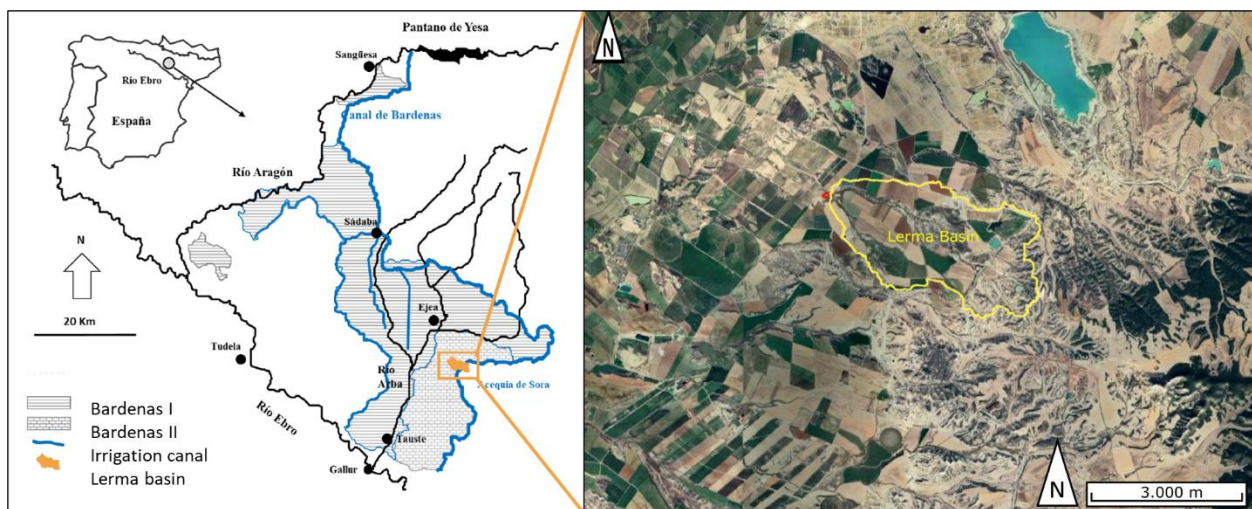 Pantano de Yesa
Sangüesa
Río Ebro
España
Canal de Bardenas
Río Aragón
Sádaba
N
20 Km
Ejea
Tudela
Río
Arba
Acequia de Sora
Río Ebro
Tauste
Gallur
Bardenas I
Bardenas II
Irrigation canal
Lerma basin
N
Lerma Basin
N
3.000 m